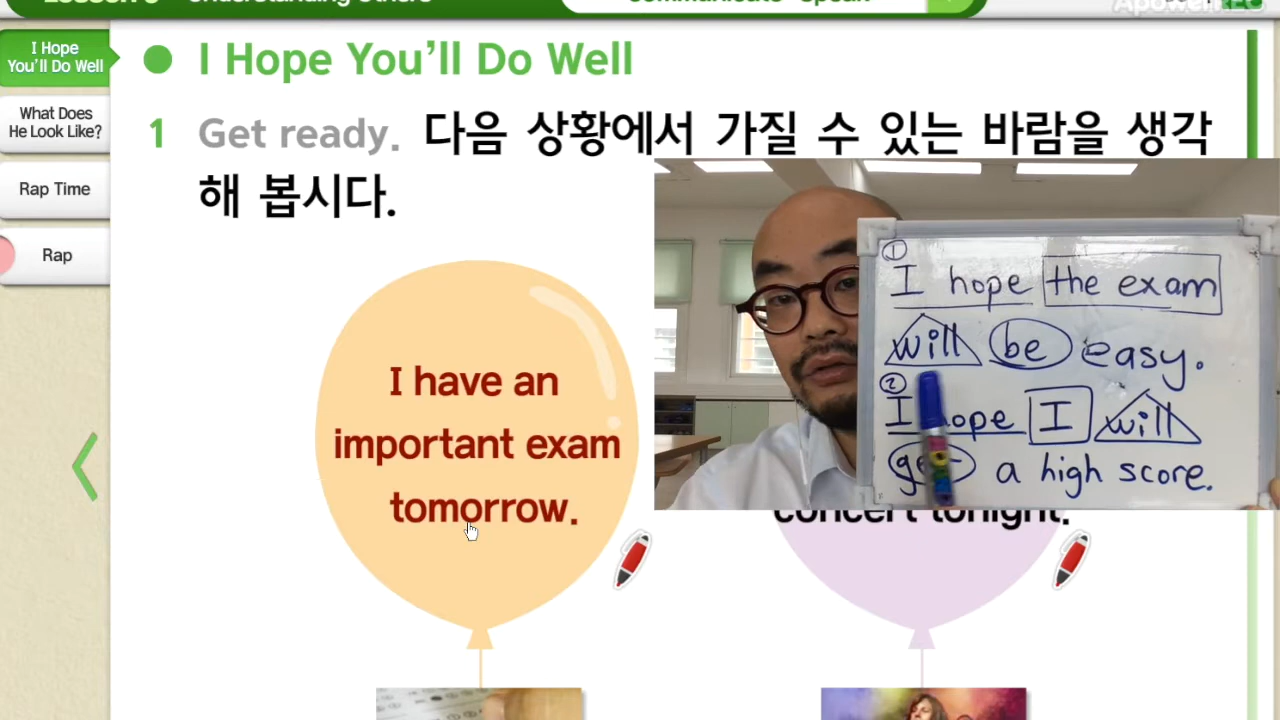 Understanding Others
I Hope
You'll Do Well
What Does
He Look Like?
Rap Time
Rap
I Hope You'll Do Well
1 Get ready. 다음 상황에서 가질 수 있는 바람을 생각
해 봅시다.
I have an
important exam
tomorrow.
concert tonight.
①
I hope the exam
will be easy.
②
I hope I will
get a high score.